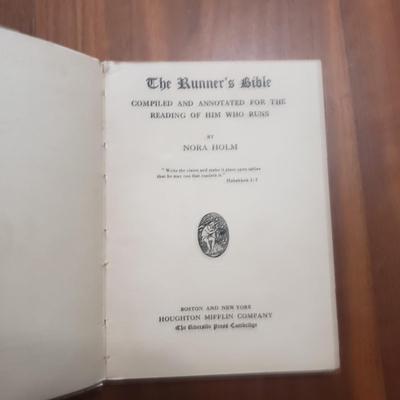 The Runner's Bible
COMPILED AND ANNOTATED FOR THE
READING OF HIM WHO RUNS
BY
NORA HOLM
"Write the vision and make it plain upon tables
that he may run that readeth it."
Habakkuk 2:2
BOSTON AND NEW YORK
HOUGHTON MIFFLIN COMPANY
The Riverside Press Cambridge